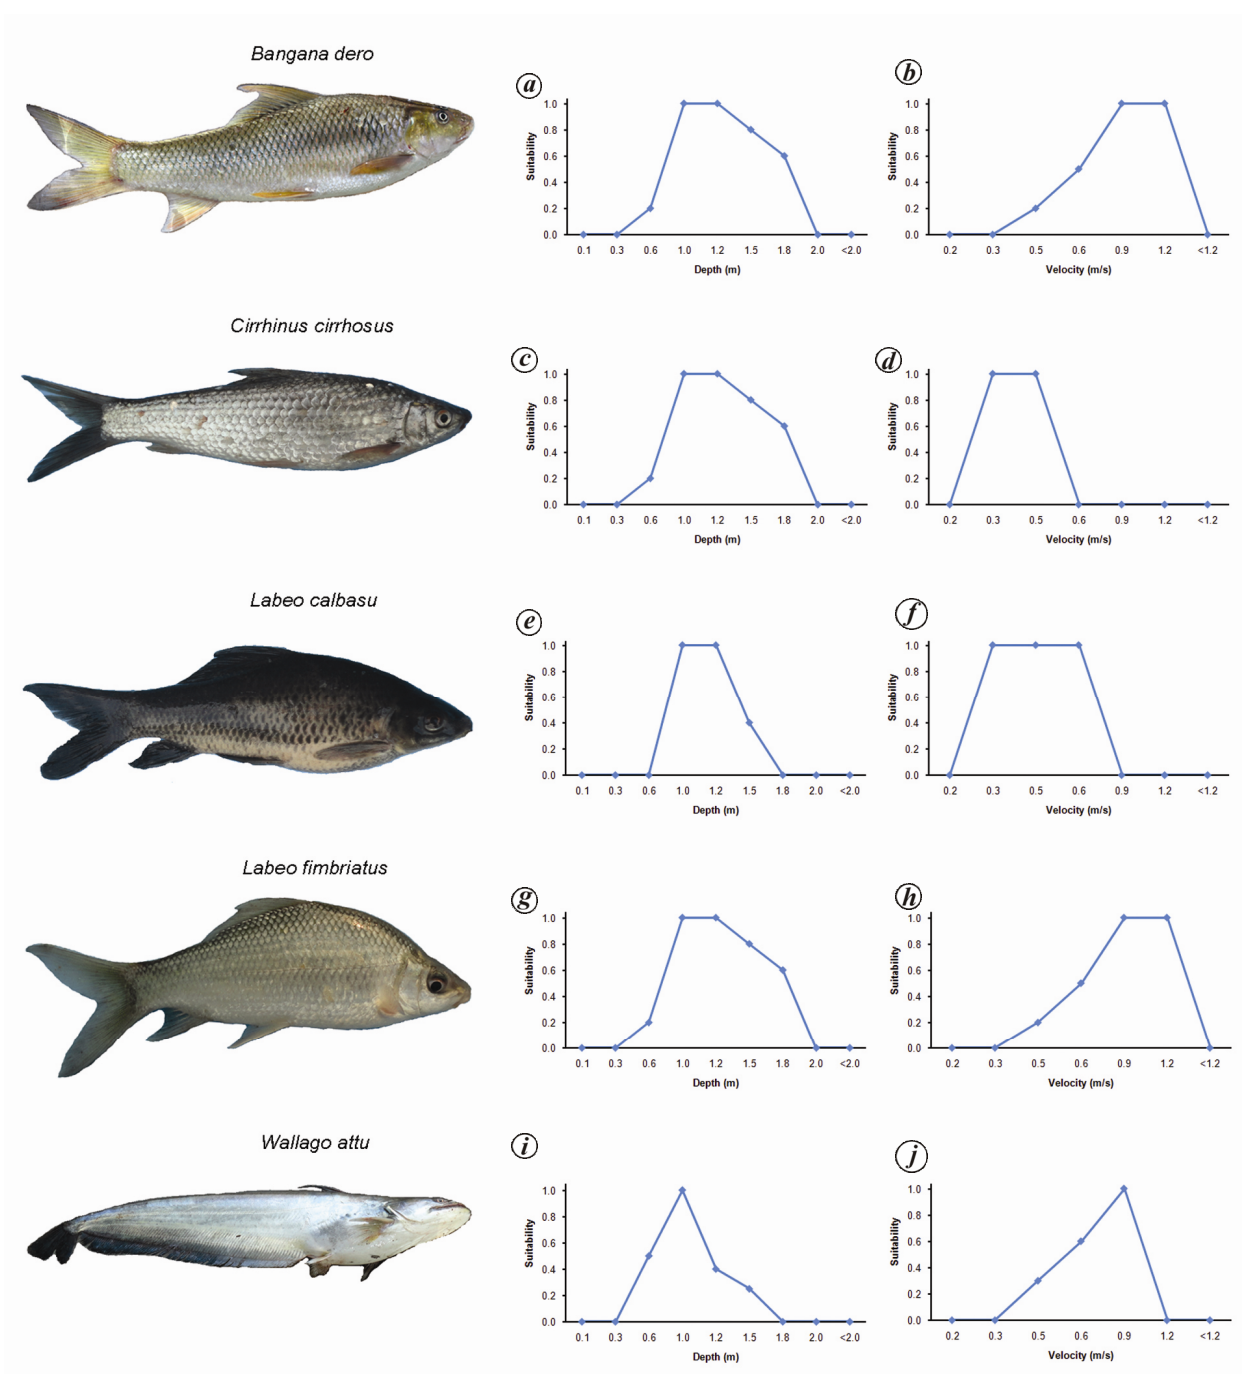 Bangana dero
a
b
1.0
0.8
0.6
0.4
0.2
0.0
Suitability
0.1 0.3 0.6 1.0 1.2 1.5 1.8 2.0 <2.0
Depth (m)
1.0
0.8
0.6
0.4
0.2
0.0
Suitability
0.2 0.3 0.5 0.6 0.9 1.2 <1.2
Velocity (m/s)
Cirrhinus cirrhosus
c
d
1.0
0.8
0.6
0.4
0.2
0.0
Suitability
0.1 0.3 0.6 1.0 1.2 1.5 1.8 2.0 <2.0
Depth (m)
1.0
0.8
0.6
0.4
0.2
0.0
Suitability
0.2 0.3 0.5 0.6 0.9 1.2 <1.2
Velocity (m/s)
Labeo calbasu
e
f
1.0
0.8
0.6
0.4
0.2
0.0
Suitability
0.1 0.3 0.6 1.0 1.2 1.5 1.8 2.0 <2.0
Depth (m)
1.0
0.8
0.6
0.4
0.2
0.0
Suitability
0.2 0.3 0.5 0.6 0.9 1.2 <1.2
Velocity (m/s)
Labeo fimbriatus
g
h
1.0
0.8
0.6
0.4
0.2
0.0
Suitability
0.1 0.3 0.6 1.0 1.2 1.5 1.8 2.0 <2.0
Depth (m)
1.0
0.8
0.6
0.4
0.2
0.0
Suitability
0.2 0.3 0.5 0.6 0.9 1.2 <1.2
Velocity (m/s)
Wallago attu
i
j
1.0
0.8
0.6
0.4
0.2
0.0
Suitability
0.1 0.3 0.6 1.0 1.2 1.5 1.8 2.0 <2.0
Depth (m)
1.0
0.8
0.6
0.4
0.2
0.0
Suitability
0.2 0.3 0.5 0.6 0.9 1.2 <1.2
Velocity (m/s)